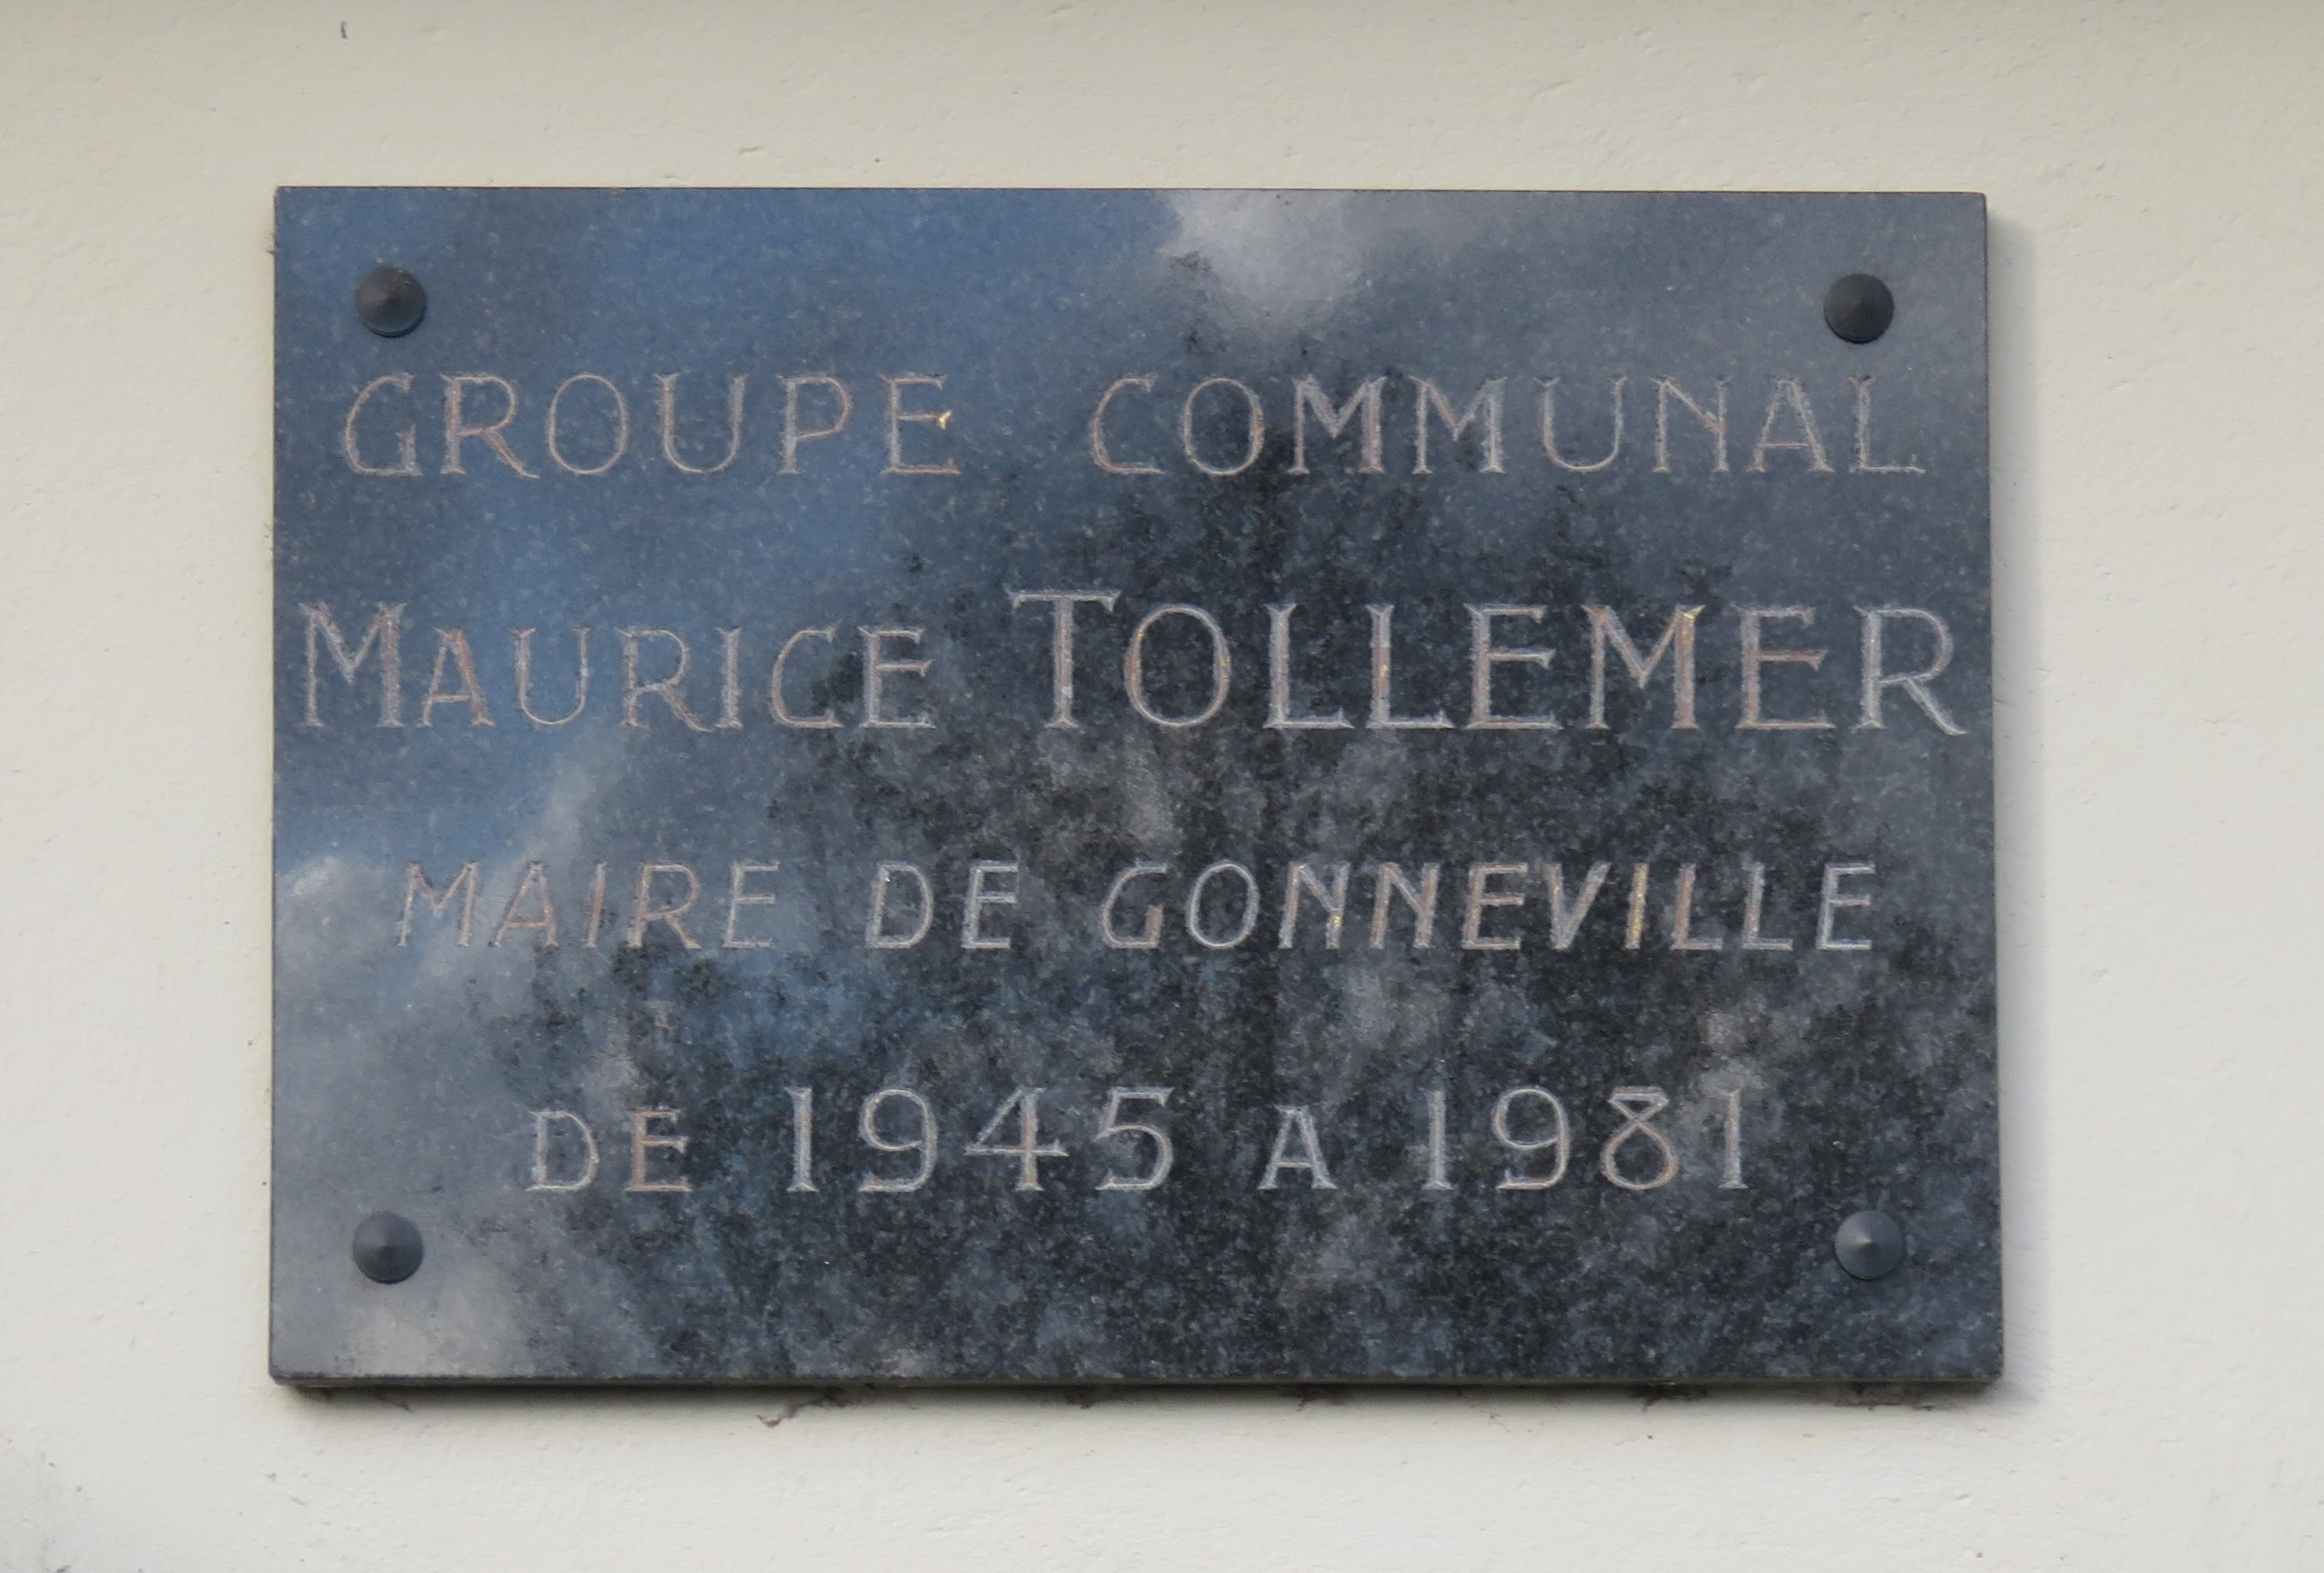 GROUPE COMMUNAL
MAURICE TOLLEMER
MAIRE DE GONNEVILLE
DE 1945 A 1981